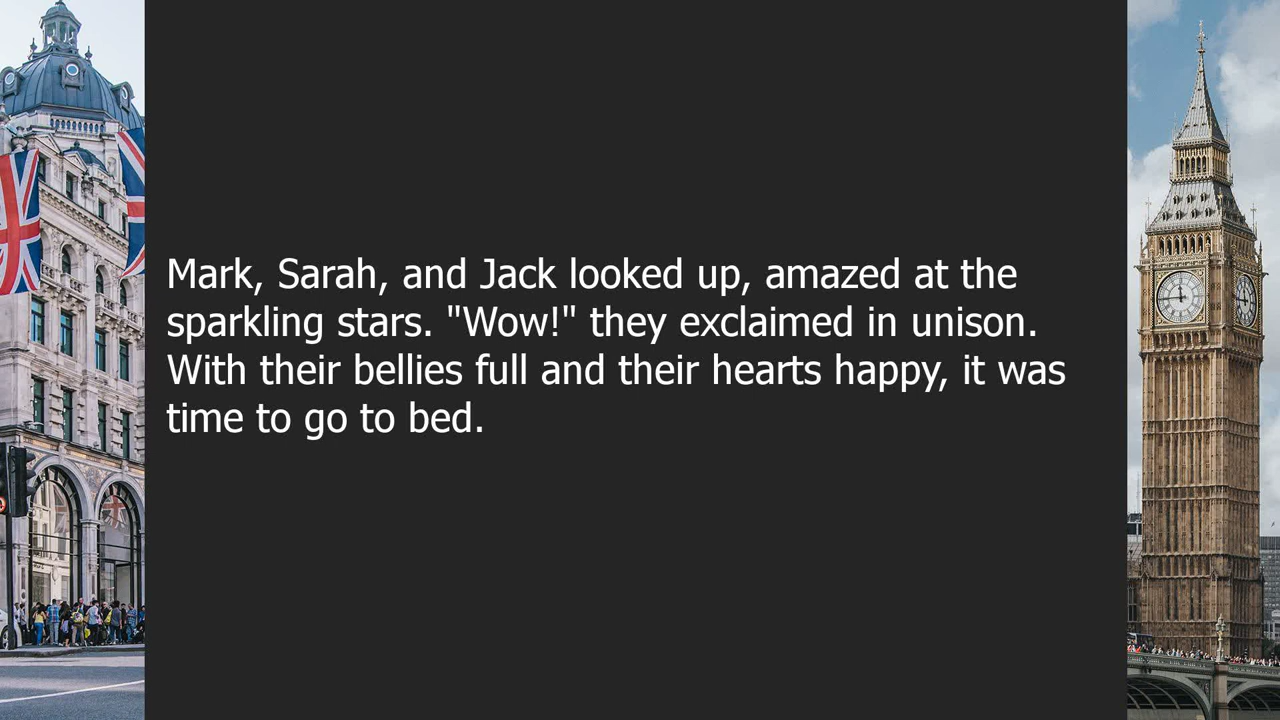 Mark, Sarah, and Jack looked up, amazed at the
sparkling stars. "Wow!" they exclaimed in unison.
With their bellies full and their hearts happy, it was
time to go to bed.